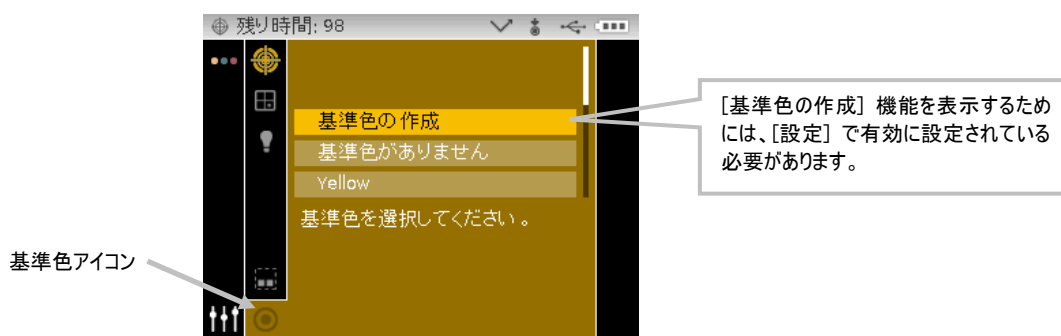 残り時間: 98
基準色の作成
基準色がありません
Yellow
基準色を選択してください。
[基準色の作成] 機能を表示するため
には、[設定] で有効に設定されている
必要があります。
基準色アイコン